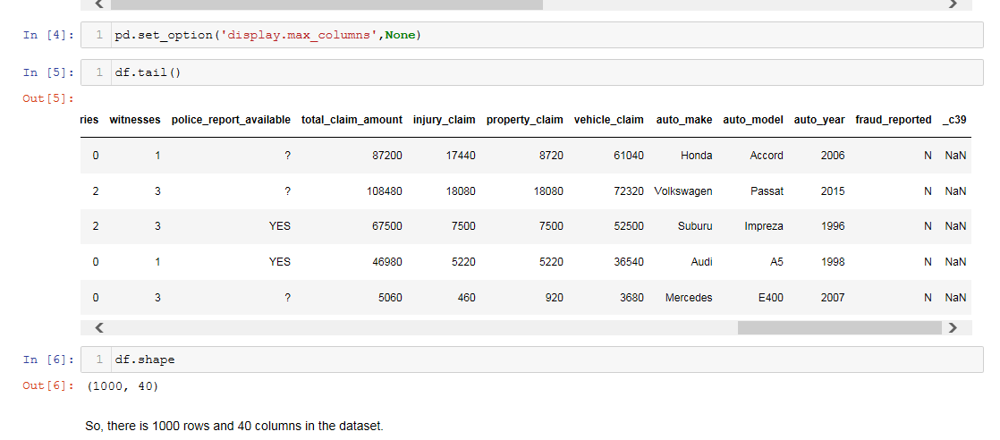 In [4]: 1 pd.set_option('display.max_columns',None)
In [5]: 1 df.tail()
Out[5]:
ries witnesses police_report_available total_claim_amount injury_claim property_claim vehicle_claim auto_make auto_model auto_year fraud_reported _c39
0 1 ? 87200 17440 8720 61040 Honda Accord 2006 N NaN
2 3 ? 108480 18080 18080 72320 Volkswagen Passat 2015 N NaN
2 3 YES 67500 7500 7500 52500 Suburu Impreza 1996 N NaN
0 1 YES 46980 5220 5220 36540 Audi A5 1998 N NaN
0 3 ? 5060 460 920 3680 Mercedes E400 2007 N NaN
In [6]: 1 df.shape
Out[6]: (1000, 40)
So, there is 1000 rows and 40 columns in the dataset.